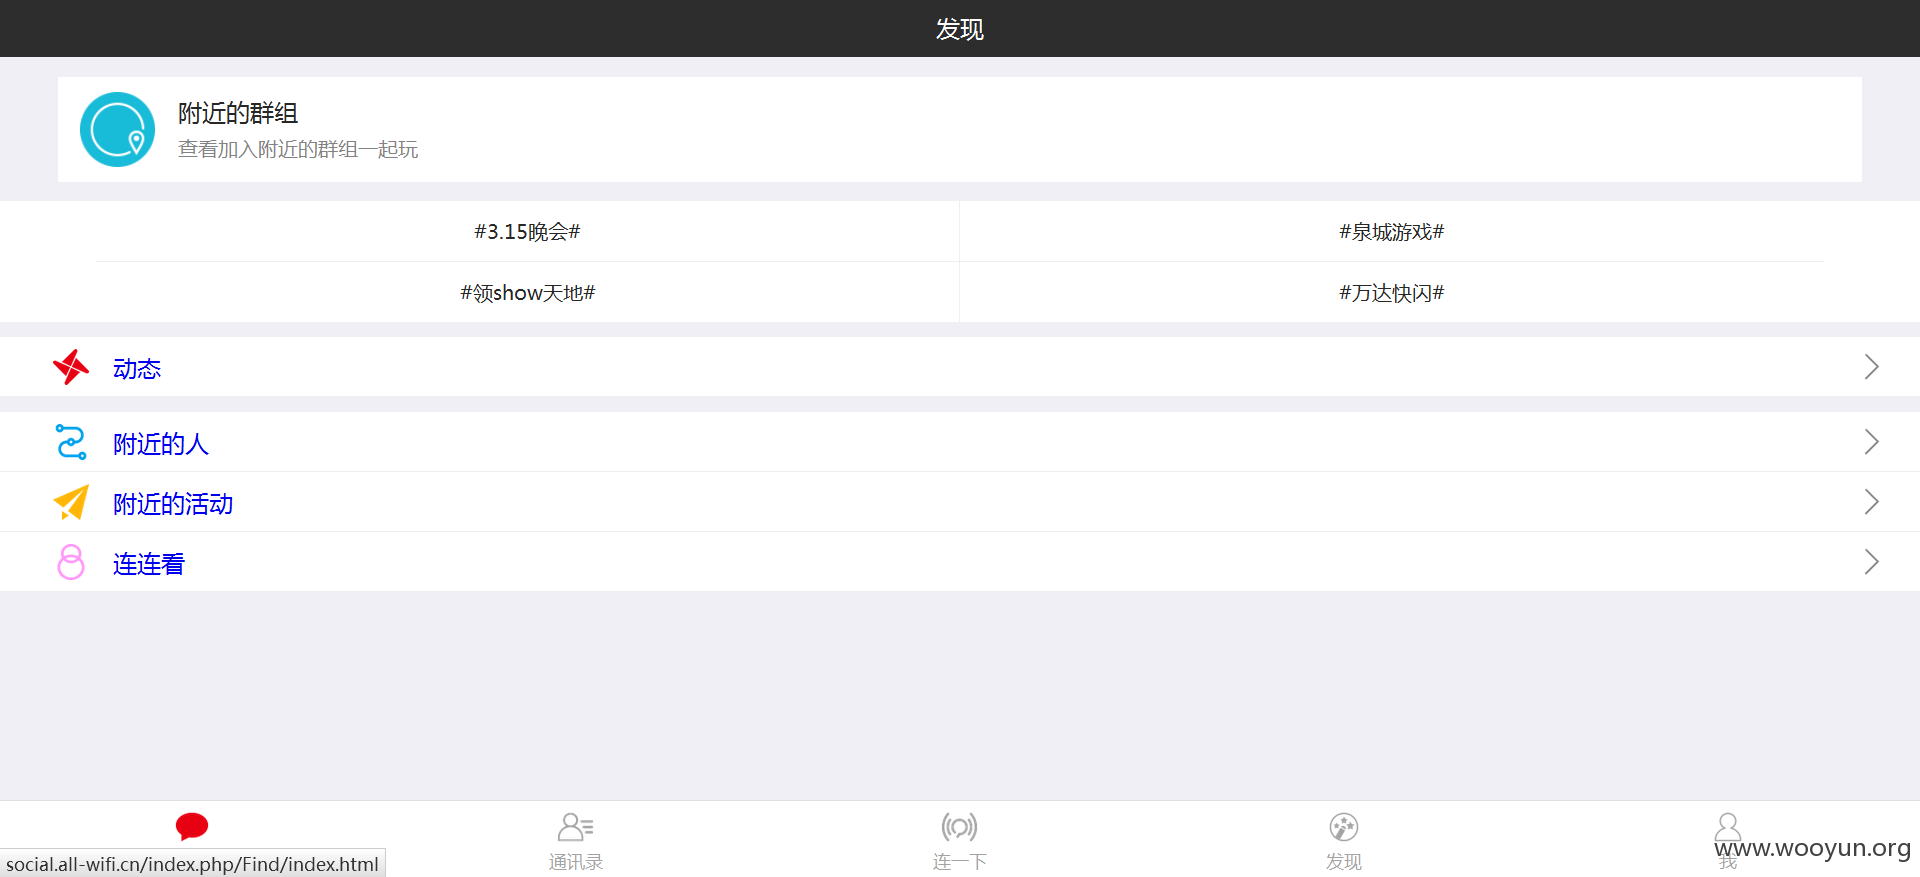 发现
附近的群组
查看加入附近的群组一起玩
#3.15晚会#
#泉城游戏#
#领show天地#
#万达快闪#
动态
附近的人
附近的活动
连连看
social.all-wifi.cn/index.php/Find/index.html
通讯录
连一下
发现
我
www.wooyun.org